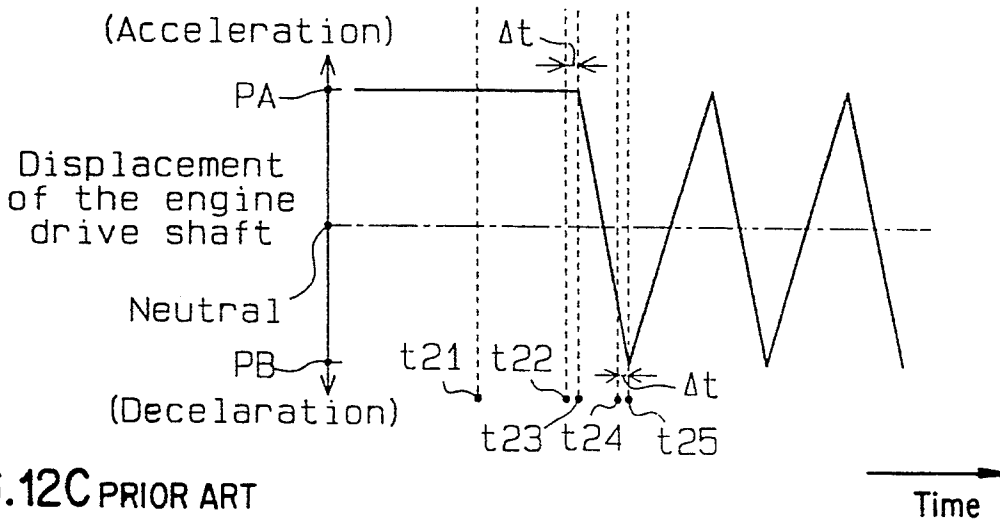 (Acceleration)
Δt
PA
Displacement
of the engine
drive shaft
Neutral
PB
t21
t22
Δt
(Decelaration)
t23
t24
t25
.12C PRIOR ART
Time